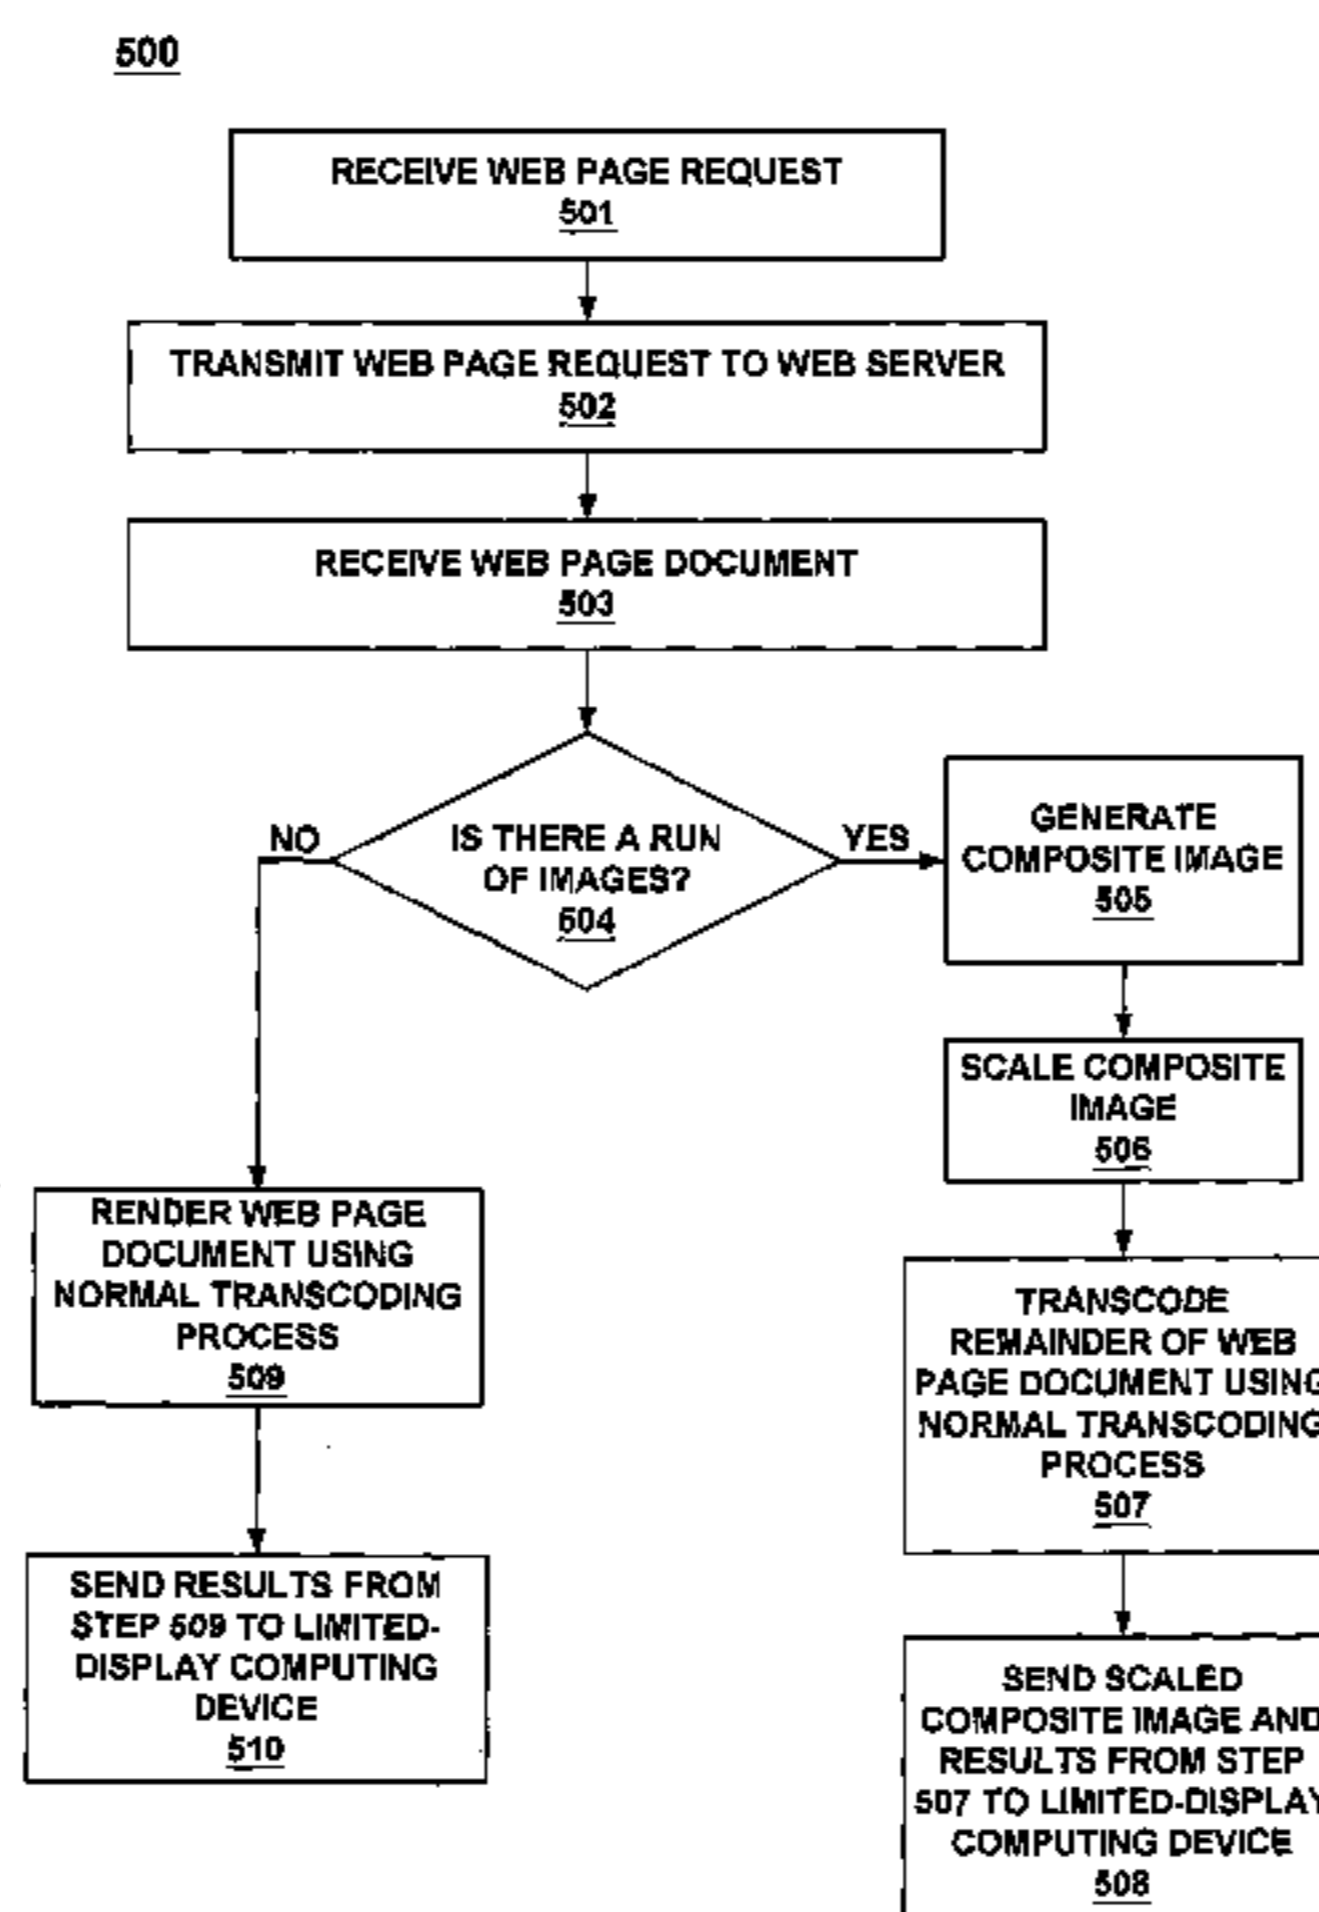 500
RECEIVE WEB PAGE REQUEST
501
TRANSMIT WEB PAGE REQUEST TO WEB SERVER
502
RECEIVE WEB PAGE DOCUMENT
503
IS THERE A RUN
OF IMAGES?
504
NO
YES
GENERATE
COMPOSITE IMAGE
505
SCALE COMPOSITE
IMAGE
506
TRANSCODE
REMAINDER OF WEB
PAGE DOCUMENT USING
NORMAL TRANSCODING
PROCESS
507
SEND SCALED
COMPOSITE IMAGE AND
RESULTS FROM STEP
507 TO LIMITED-DISPLAY
COMPUTING DEVICE
508
RENDER WEB PAGE
DOCUMENT USING
NORMAL TRANSCODING
PROCESS
509
SEND RESULTS FROM
STEP 509 TO LIMITED-
DISPLAY COMPUTING
DEVICE
510